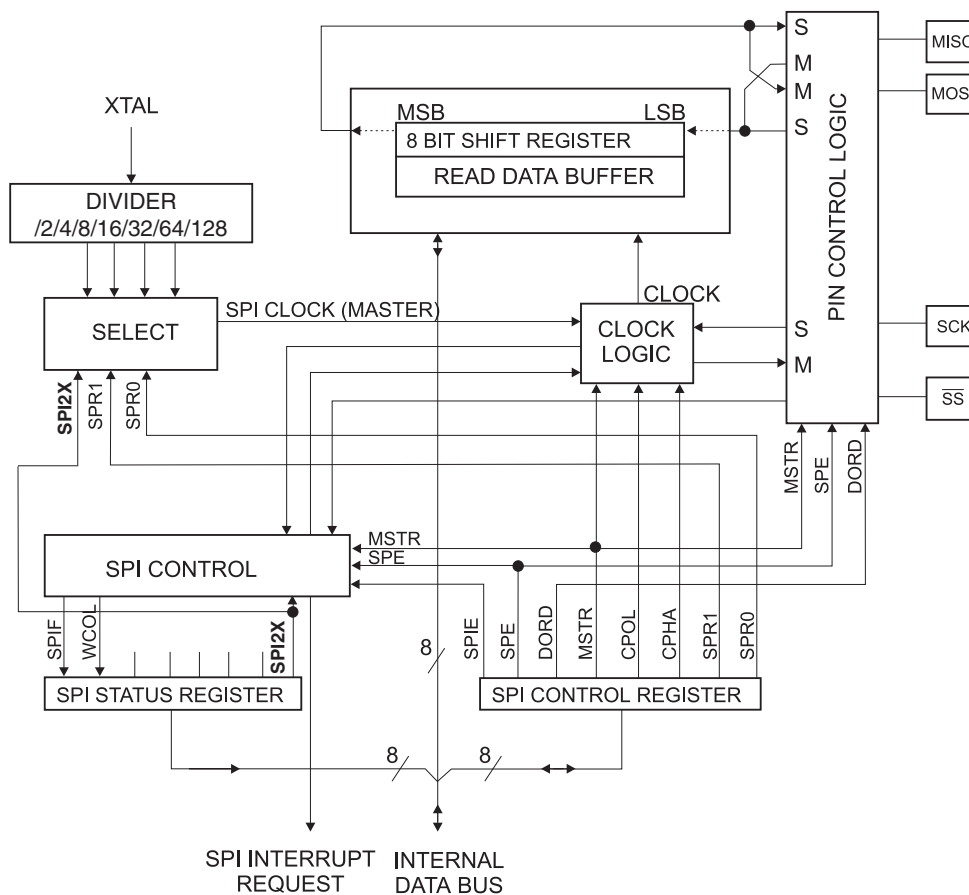 S
MISO
M
M
MOSI
S
XTAL
MSB
LSB
8 BIT SHIFT REGISTER
READ DATA BUFFER
PIN CONTROL LOGIC
DIVIDER
/2/4/8/16/32/64/128
SPI CLOCK (MASTER)
CLOCK
SELECT
CLOCK
LOGIC
S
SCK
M
SS
SPI2X
SPR1
SPR0
MSTR
SPE
DORD
MSTR
SPE
SPI CONTROL
SPIF
WCOL
SPI2X
8
SPIE
SPE
DORD
MSTR
CPOL
CPHA
SPR1
SPR0
SPI STATUS REGISTER
SPI CONTROL REGISTER
8
8
SPI INTERRUPT
REQUEST
INTERNAL
DATA BUS